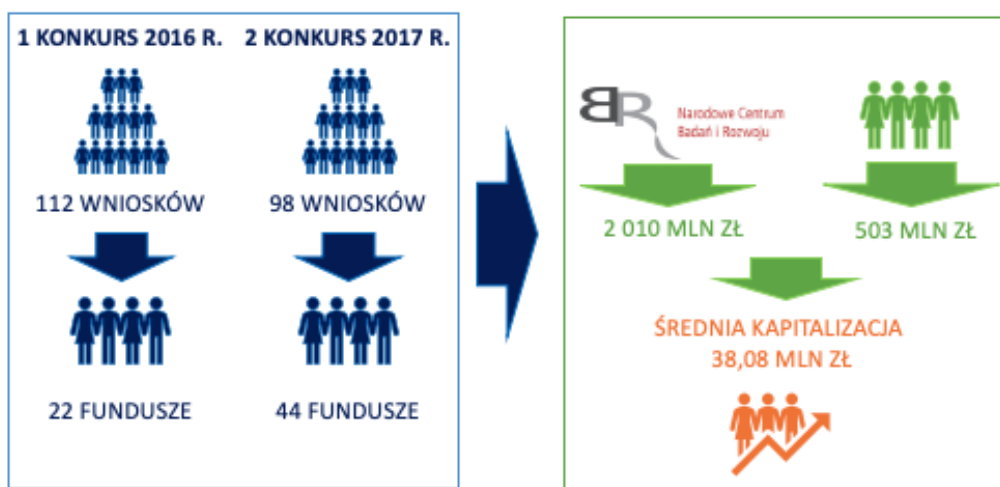 1 KONKURS 2016 R.
2 KONKURS 2017 R.
112 WNIOSKÓW
98 WNIOSKÓW
22 FUNDUSZE
44 FUNDUSZE
BR
Narodowe Centrum
Badań i Rozwoju
2 010 MLN ZŁ
503 MLN ZŁ
ŚREDNIA KAPITALIZACJA
38,08 MLN ZŁ